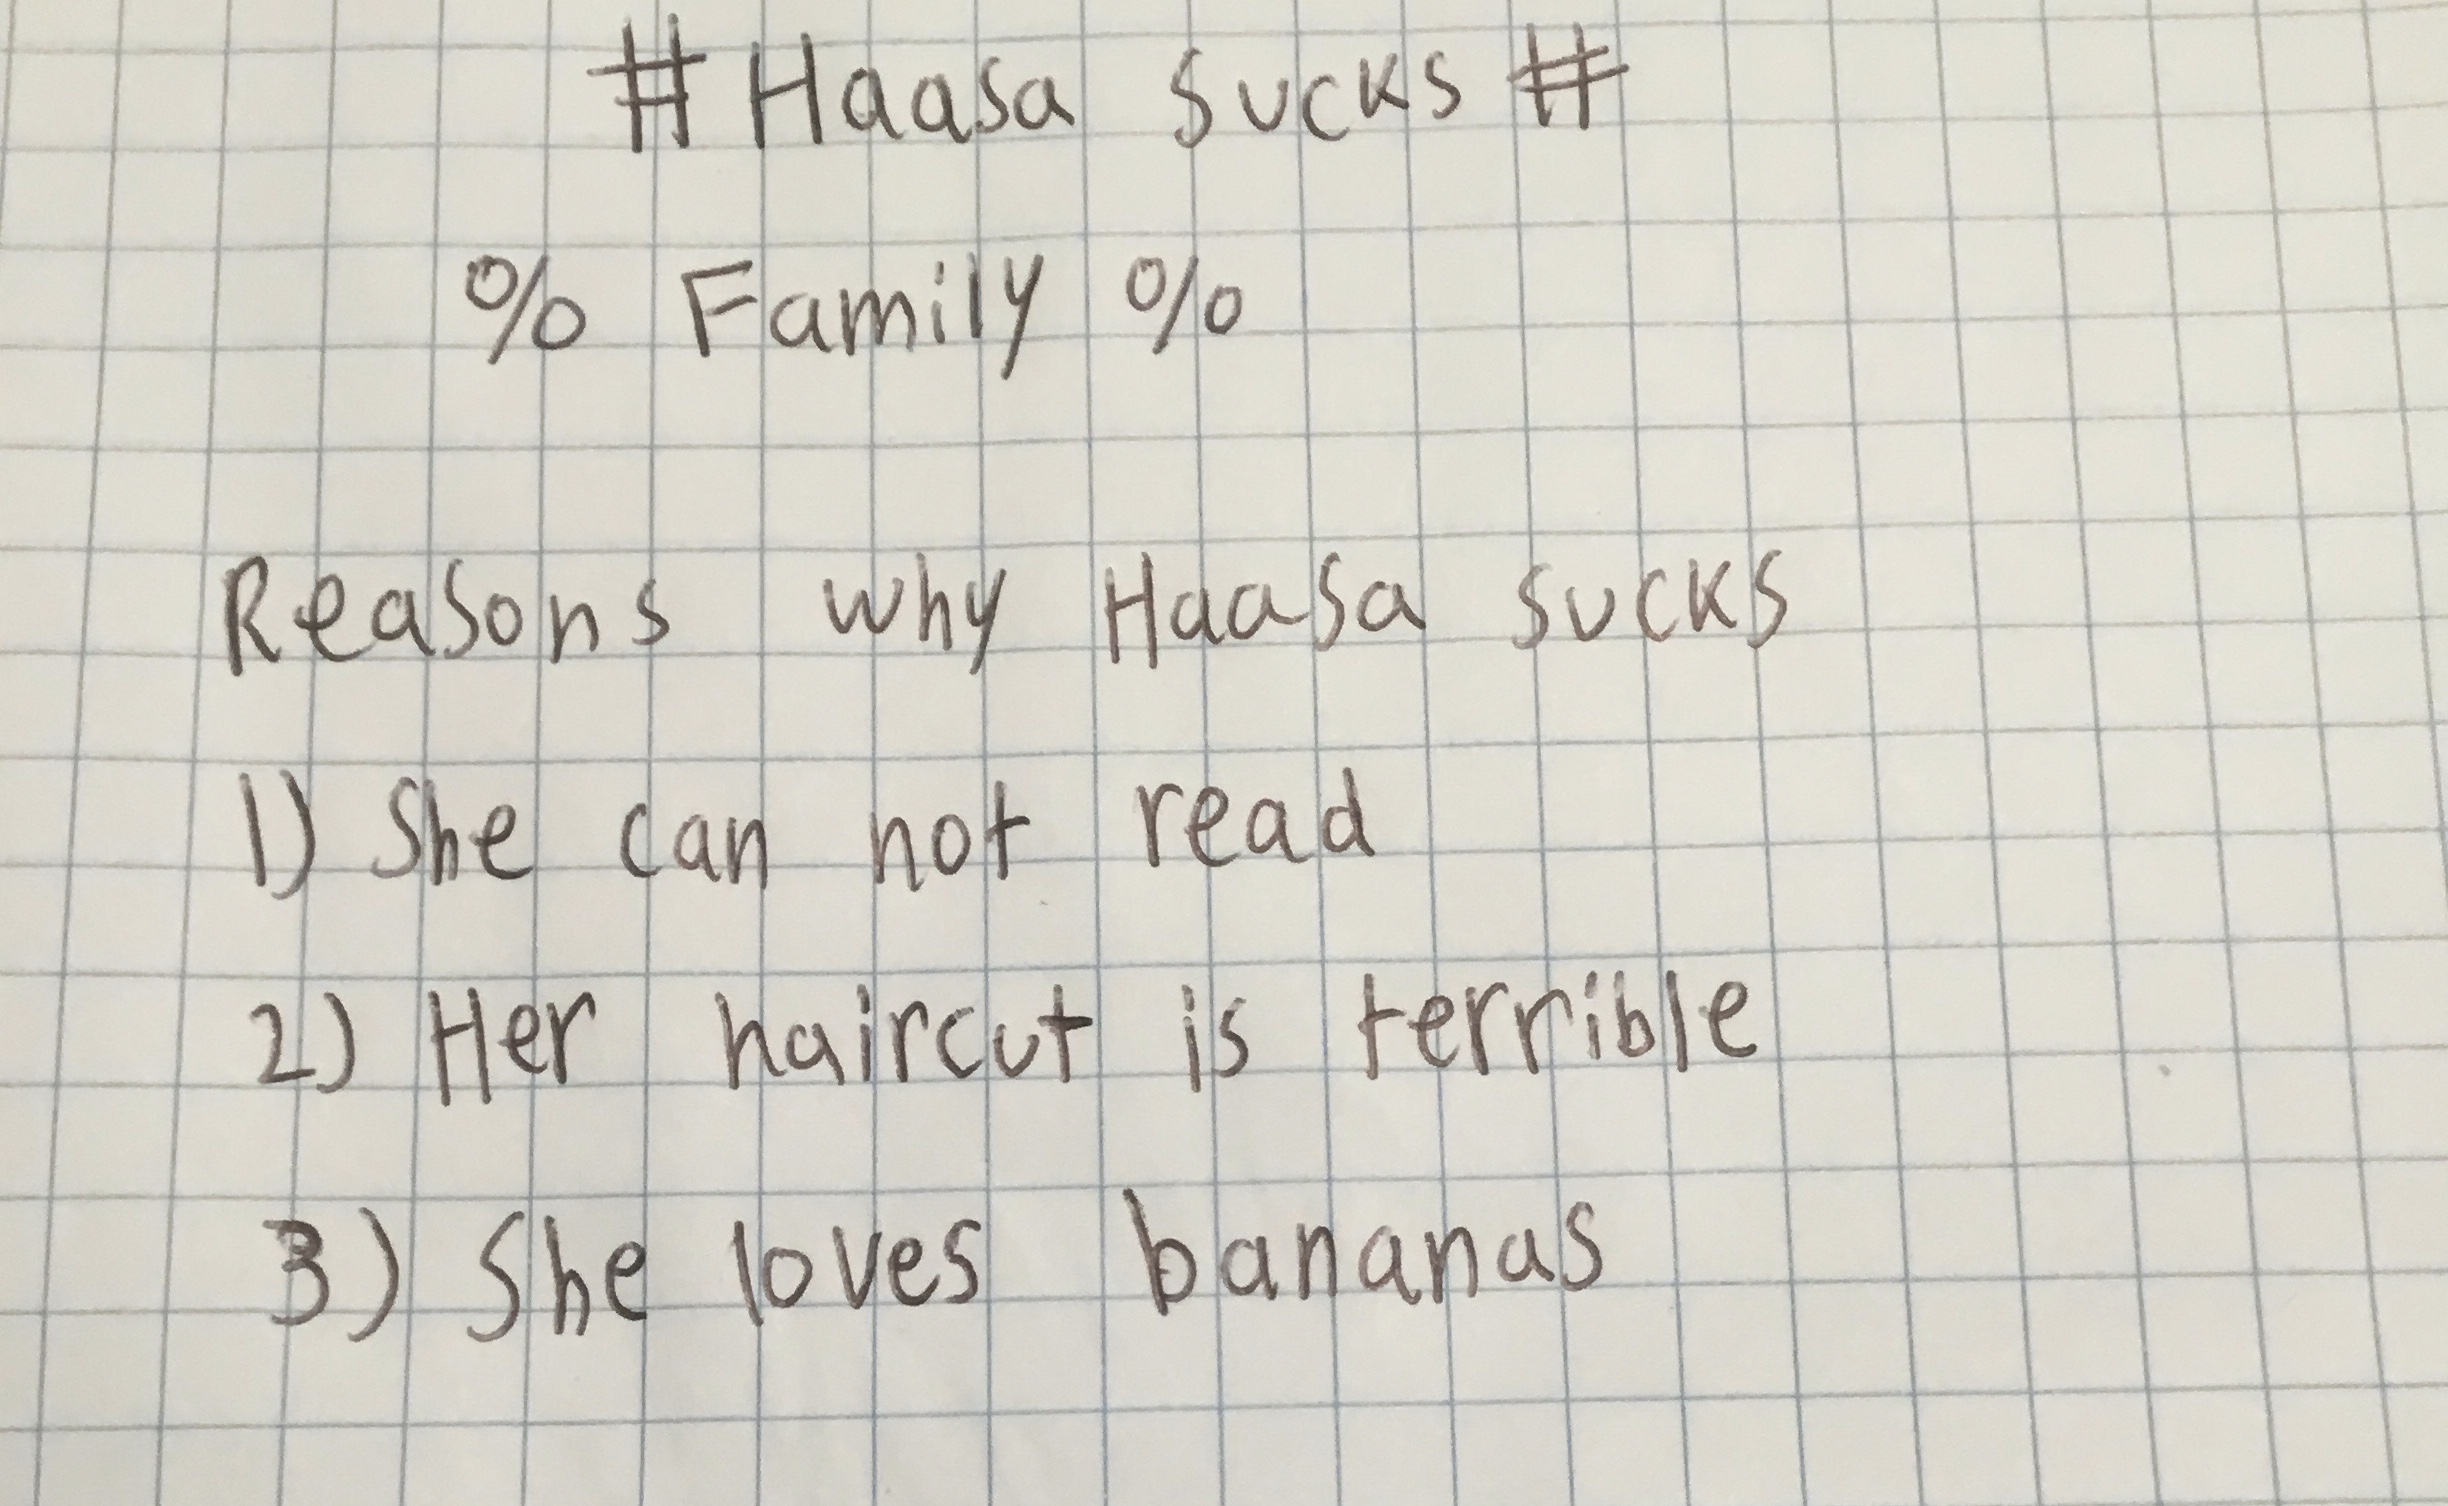 # Haasa sucks #
% Family %
Reasons why Haasa sucks
1) She can not read
2) Her haircut is terrible
3) She loves bananas